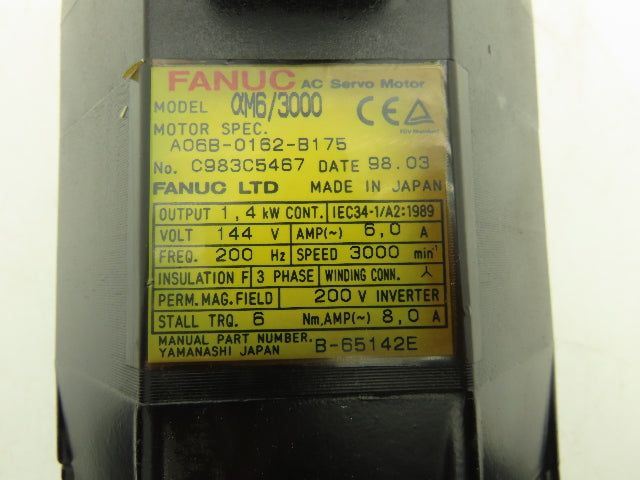 FANUC AC Servo Motor
MODEL αM6/3000
CE
MOTOR SPEC.
A06B-0162-B175
No. C983C5467 DATE 98.03
FANUC LTD MADE IN JAPAN
OUTPUT 1,4 kW CONT. IEC34-1/A2:1989
VOLT 144 V AMP(~) 6,0 A
FREQ. 200 Hz SPEED 3000 min⁻¹
INSULATION F 3 PHASE WINDING CONN. Y
PERM.MAG.FIELD 200 V INVERTER
STALL TRQ. 6 Nm,AMP(~) 8,0 A
MANUAL PART NUMBER.
YAMANASHI JAPAN B-65142E